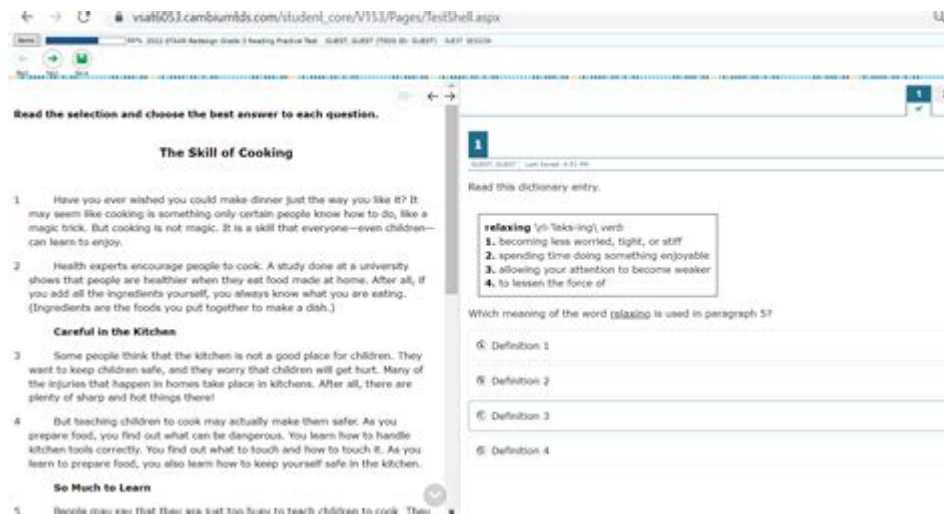 vsat6053.cambiumtds.com/student_core/V153/Pages/TestShell.aspx
2022 STAAR Redesign Grade 3 Reading Practice Test
Read the selection and choose the best answer to each question.
The Skill of Cooking
1 Have you ever wished you could make dinner just the way you like it? It
may seem like cooking is something only certain people know how to do, like a
magic trick. But cooking is not magic. It is a skill that everyone—even children—
can learn to enjoy.
2 Health experts encourage people to cook. A study done at a university
shows that people are healthier when they eat food made at home. After all, if
you add all the ingredients yourself, you always know what you are eating.
(Ingredients are the foods you put together to make a dish.)
Careful in the Kitchen
3 Some people think that the kitchen is not a good place for children. They
want to keep children safe, and they worry that children will get hurt. Many of
the injuries that happen in homes take place in kitchens. After all, there are
plenty of sharp and hot things there!
4 But teaching children to cook may actually make them safer. As you
prepare food, you find out what can be dangerous. You learn how to handle
kitchen tools correctly. You find out what to touch and how to touch it. As you
learn to prepare food, you also learn how to keep yourself safe in the kitchen.
So Much to Learn
5 People may say that they are just too busy to teach children to cook. They
1
1
Read this dictionary entry.
relaxing verb
1. becoming less worried, tight, or stiff
2. spending time doing something enjoyable
3. allowing your attention to become weaker
4. to lessen the force of
Which meaning of the word relaxing is used in paragraph 5?
Definition 1
Definition 2
Definition 3
Definition 4